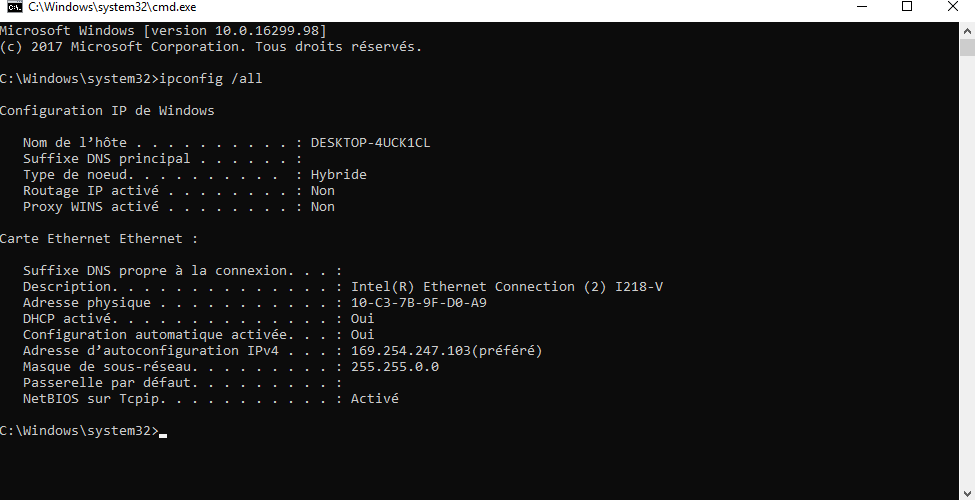 C:\Windows\system32\cmd.exe
Microsoft Windows [version 10.0.16299.98]
(c) 2017 Microsoft Corporation. Tous droits réservés.
C:\Windows\system32>ipconfig /all
Configuration IP de Windows
Nom de l’hôte . . . . . . . . . . : DESKTOP-4UCK1CL
Suffixe DNS principal . . . . . . :
Type de noeud. . . . . . . . . .  : Hybride
Routage IP activé . . . . . . . . : Non
Proxy WINS activé . . . . . . . . : Non
Carte Ethernet Ethernet :
Suffixe DNS propre à la connexion. . . :
Description. . . . . . . . . . . . . . : Intel(R) Ethernet Connection (2) I218-V
Adresse physique . . . . . . . . . . . : 10-C3-7B-9F-D0-A9
DHCP activé. . . . . . . . . . . . . . : Oui
Configuration automatique activée. . . : Oui
Adresse d’autoconfiguration IPv4 . . . : 169.254.247.103(préféré)
Masque de sous-réseau. . . . . . . . . : 255.255.0.0
Passerelle par défaut. . . . . . . . . :
NetBIOS sur Tcpip. . . . . . . . . . . : Activé
C:\Windows\system32>